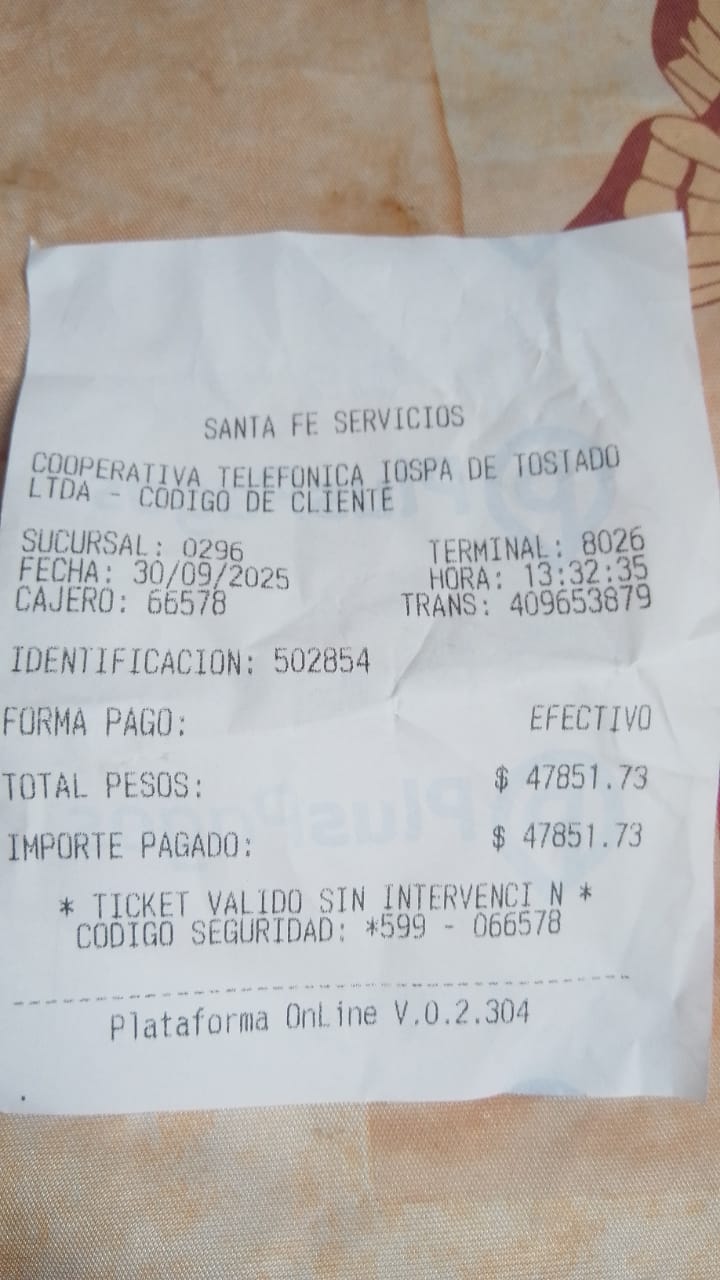 SANTA FE SERVICIOS
COOPERATIVA TELEFONICA IOSPA DE TOSTADO
LTDA - CODIGO DE CLIENTE
SUCURSAL: 0296 TERMINAL: 8026
FECHA: 30/09/2025 HORA: 13:32:35
CAJERO: 66578 TRANS: 409653879
IDENTIFICACION: 502854
FORMA PAGO: EFECTIVO
TOTAL PESOS: $ 47851.73
IMPORTE PAGADO: $ 47851.73
* TICKET VALIDO SIN INTERVENCI N *
CODIGO SEGURIDAD: *599 - 066578
Plataforma OnLine V.0.2.304
PlusPagos